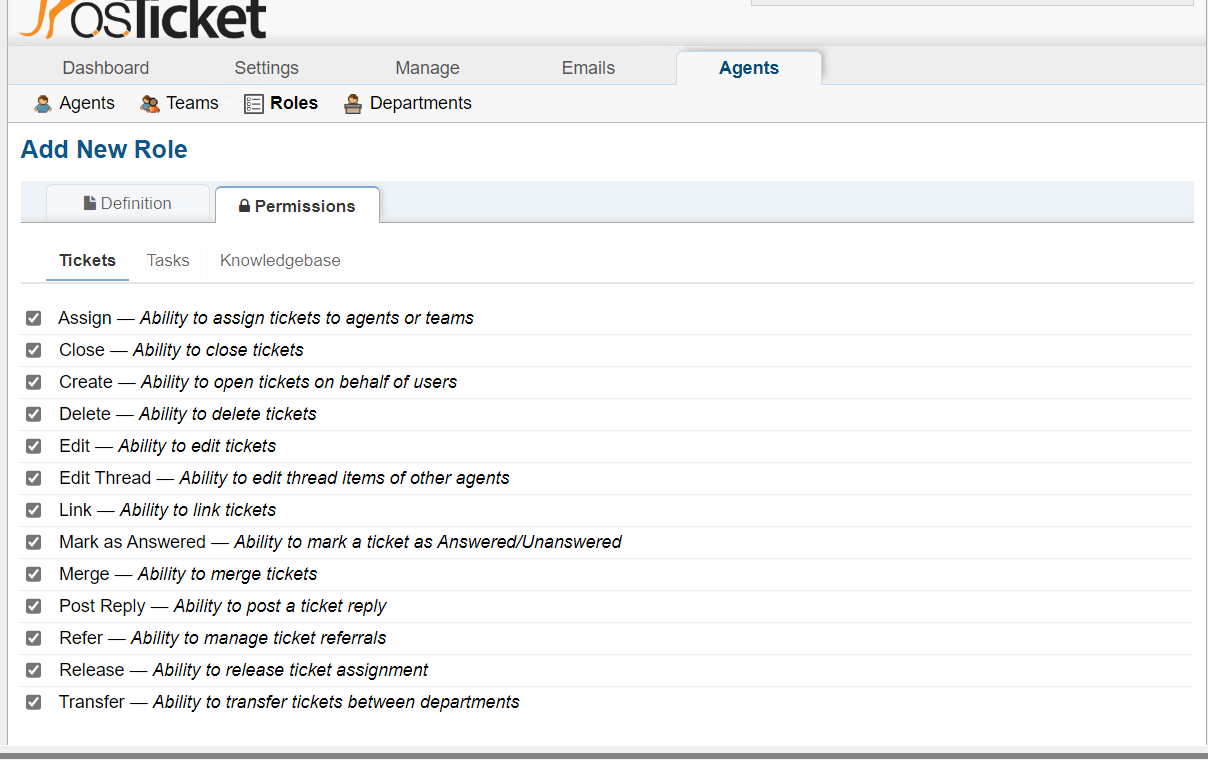 osTicket
Dashboard Settings Manage Emails Agents
Agents Teams Roles Departments
Add New Role
Definition Permissions
Tickets Tasks Knowledgebase
Assign — Ability to assign tickets to agents or teams
Close — Ability to close tickets
Create — Ability to open tickets on behalf of users
Delete — Ability to delete tickets
Edit — Ability to edit tickets
Edit Thread — Ability to edit thread items of other agents
Link — Ability to link tickets
Mark as Answered — Ability to mark a ticket as Answered/Unanswered
Merge — Ability to merge tickets
Post Reply — Ability to post a ticket reply
Refer — Ability to manage ticket referrals
Release — Ability to release ticket assignment
Transfer — Ability to transfer tickets between departments